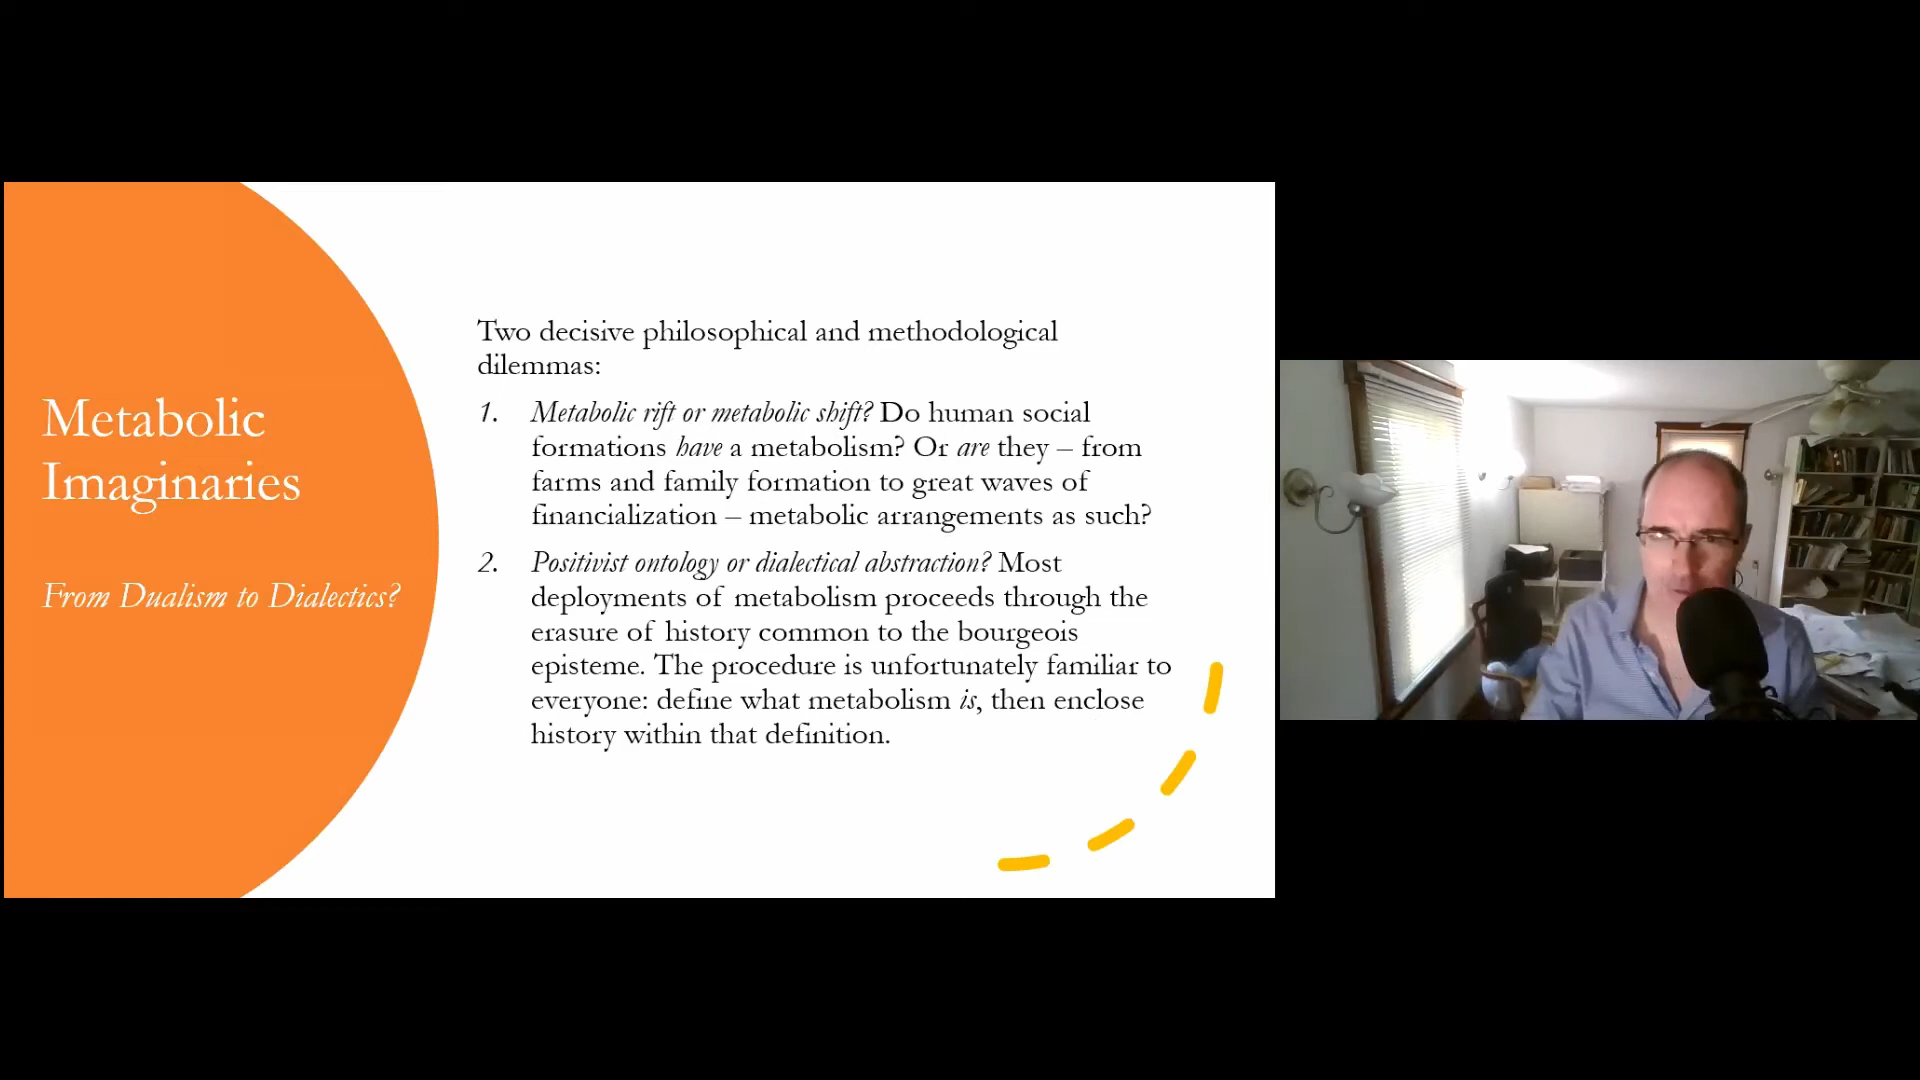 Metabolic
Imaginaries
From Dualism to Dialectics?
Two decisive philosophical and methodological
dilemmas:
1. Metabolic rift or metabolic shift? Do human social
formations have a metabolism? Or are they – from
farms and family formation to great waves of
financialization – metabolic arrangements as such?
2. Positivist ontology or dialectical abstraction? Most
deployments of metabolism proceeds through the
erasure of history common to the bourgeois
episteme. The procedure is unfortunately familiar to
everyone: define what metabolism is, then enclose
history within that definition.